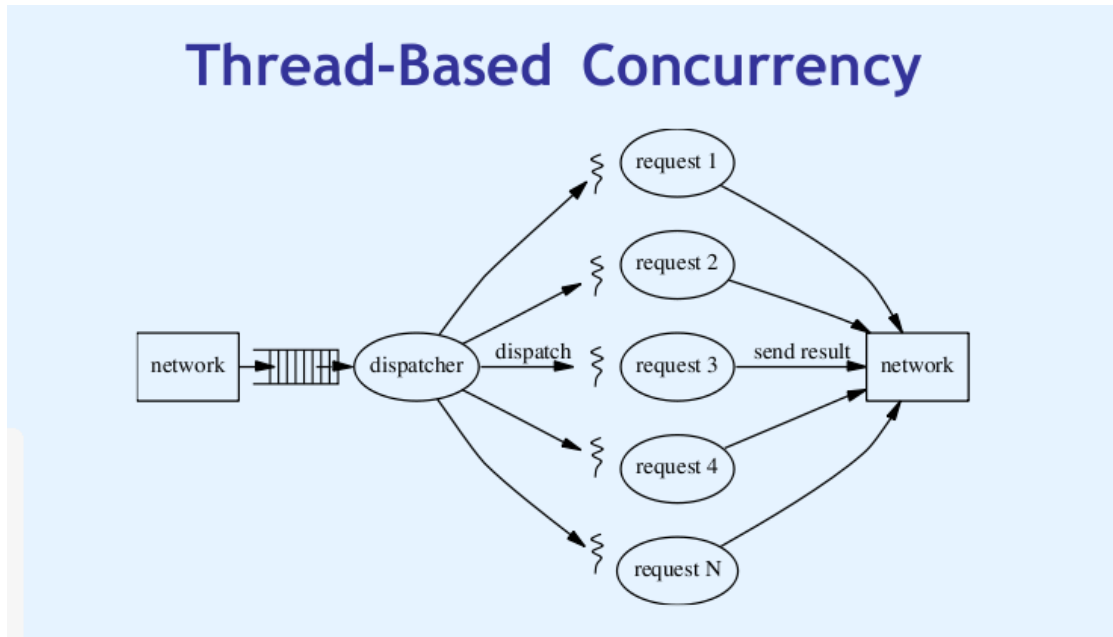 Thread-Based Concurrency
request 1
request 2
network
dispatcher
dispatch
request 3
send result
network
request 4
request N